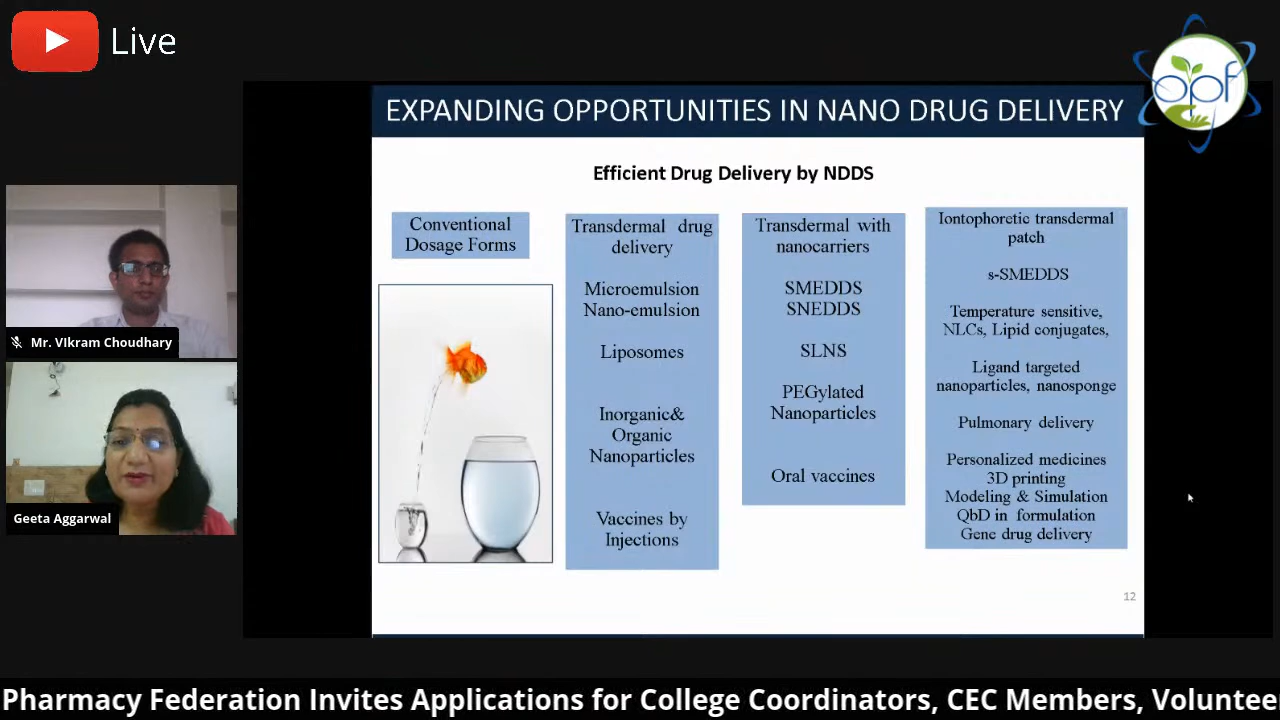 Live
opf
EXPANDING OPPORTUNITIES IN NANO DRUG DELIVERY
Efficient Drug Delivery by NDDS
Conventional
Dosage Forms
Transdermal drug
delivery
Microemulsion
Nano-emulsion
Liposomes
Inorganic&
Organic
Nanoparticles
Vaccines by
Injections
Transdermal with
nanocarriers
SMEDDS
SNEDDS
SLNS
PEGylated
Nanoparticles
Oral vaccines
Iontophoretic transdermal
patch
s-SMEDDS
Temperature sensitive,
NLCs, Lipid conjugates,
Ligand targeted
nanoparticles, nanosponge
Pulmonary delivery
Personalized medicines
3D printing
Modeling & Simulation
QbD in formulation
Gene drug delivery
12
Mr. VIkram Choudhary
Geeta Aggarwal
Pharmacy Federation Invites Applications for College Coordinators, CEC Members, Voluntee